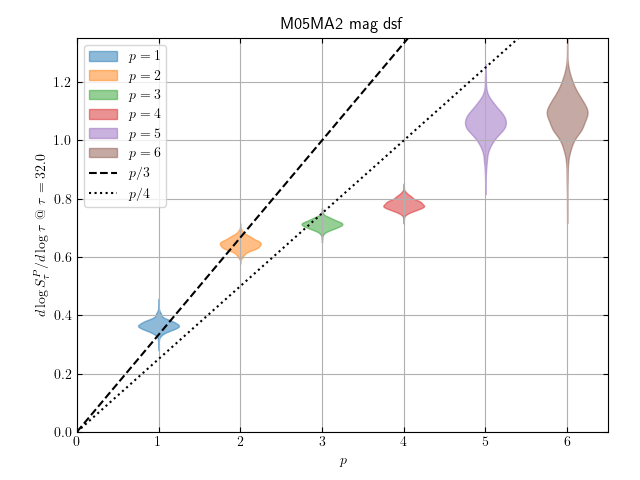 M05MA2 mag dsf
d log S_τ^P / d log τ @ τ = 32.0
1.2
1.0
0.8
0.6
0.4
0.2
0.0
p = 1
p = 2
p = 3
p = 4
p = 5
p = 6
p/3
p/4
0 1 2 3 4 5 6
p